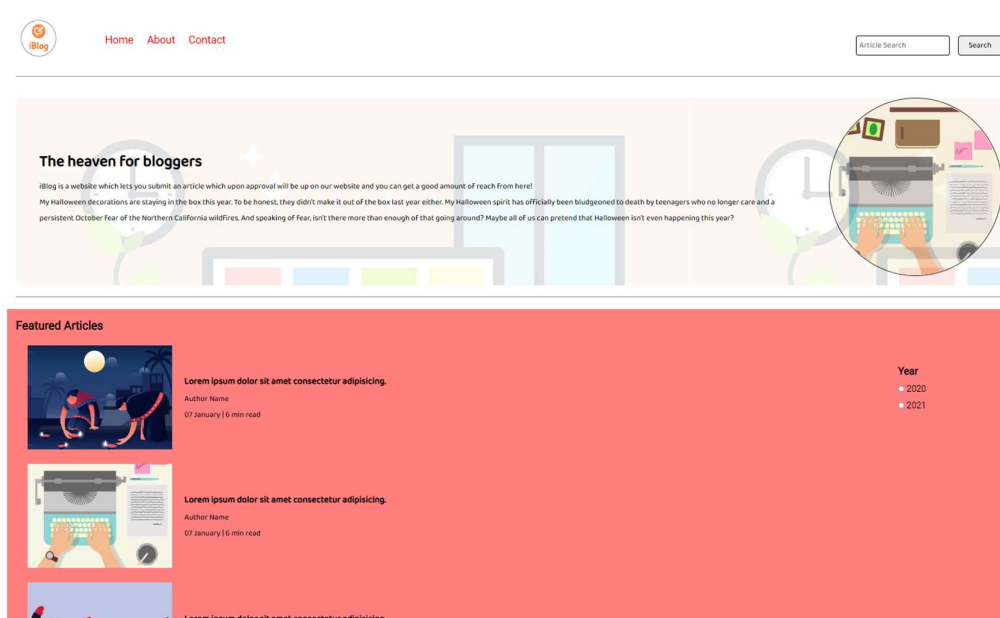 iBlog
Home About Contact
Article Search
Search
The heaven for bloggers
iBlog is a website which lets you submit an article which upon approval will be up on our website and you can get a good amount of reach from here!
My Halloween decorations are staying in the box this year. To be honest, they didn't make it out of the box last year either. My Halloween spirit has officially been bludgeoned to death by teenagers who no longer care and a
persistent October fear of the Northern California wildfires. And speaking of fear, isn't there more than enough of that going around? Maybe all of us can pretend that Halloween isn't even happening this year?
Featured Articles
Lorem ipsum dolor sit amet consectetur adipisicing.
Author Name
07 January | 6 min read
Year
2020
2021
Lorem ipsum dolor sit amet consectetur adipisicing.
Author Name
07 January | 6 min read
Lorem ipsum dolor sit amet consectetur adipisicing.